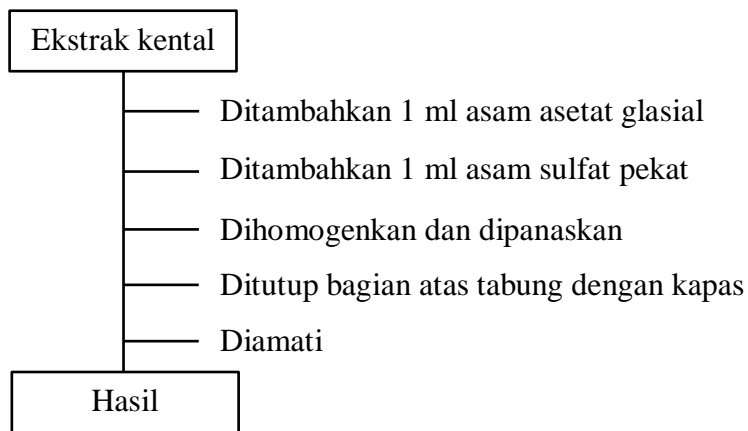 Ekstrak kental
Ditambahkan 1 ml asam asetat glasial
Ditambahkan 1 ml asam sulfat pekat
Dihomogenkan dan dipanaskan
Ditutup bagian atas tabung dengan kapas
Diamati
Hasil